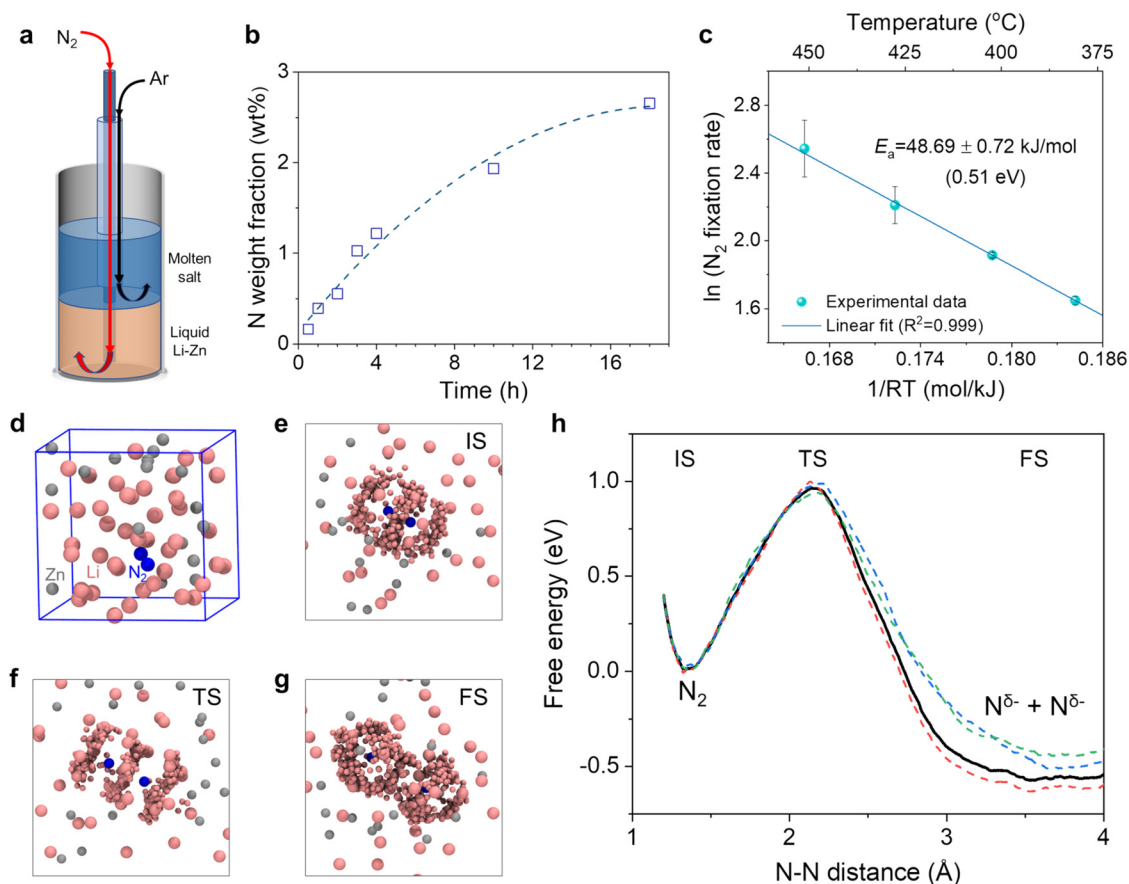 a
N2
Ar
Molten
salt
Liquid
Li-Zn
b
N weight fraction (wt%)
3
2
1
0
0 4 8 12 16 20
Time (h)
c
Temperature (°C)
450 425 400 375
ln (N2 fixation rate)
2.8
2.4
2.0
1.6
Ea=48.69 ± 0.72 kJ/mol
(0.51 eV)
Experimental data
Linear fit (R2=0.999)
0.168 0.174 0.180 0.186
1/RT (mol/kJ)
d
Zn Li N2
e
IS
f
TS
g
FS
h
IS TS FS
Free energy (eV)
1.0
0.5
0.0
-0.5
N2
Nδ- + Nδ-
1 2 3 4
N-N distance (Å)